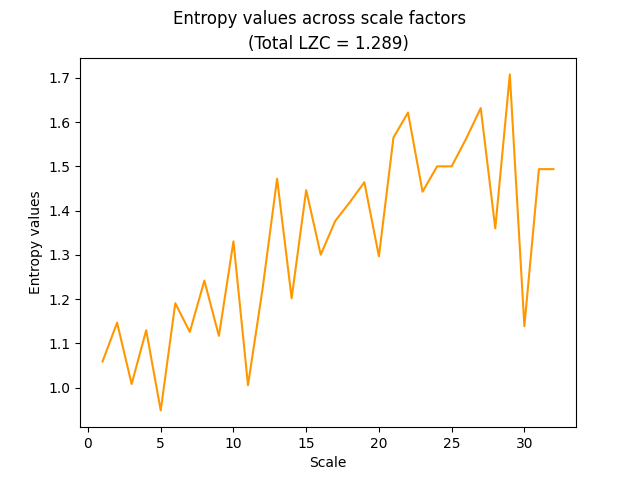 Entropy values across scale factors
(Total LZC = 1.289)
1.7
1.6
1.5
1.4
1.3
1.2
1.1
1.0
Entropy values
0 5 10 15 20 25 30
Scale